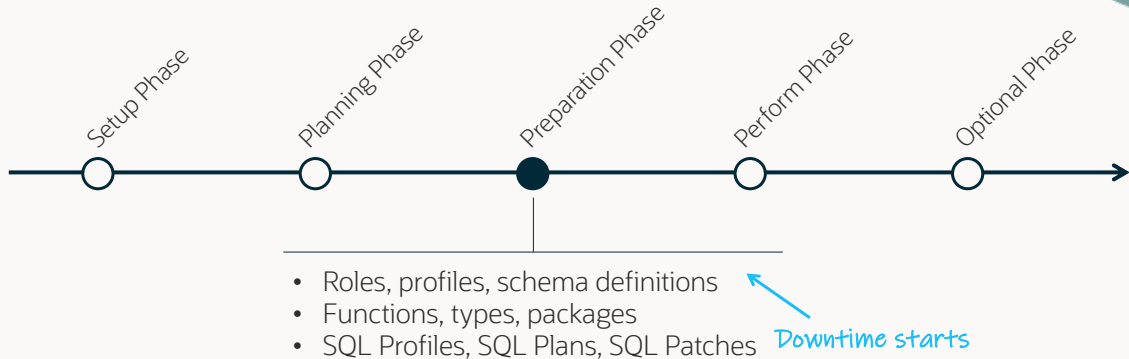 Setup Phase
Planning Phase
Preparation Phase
Perform Phase
Optional Phase
• Roles, profiles, schema definitions
• Functions, types, packages
• SQL Profiles, SQL Plans, SQL Patches
Downtime starts